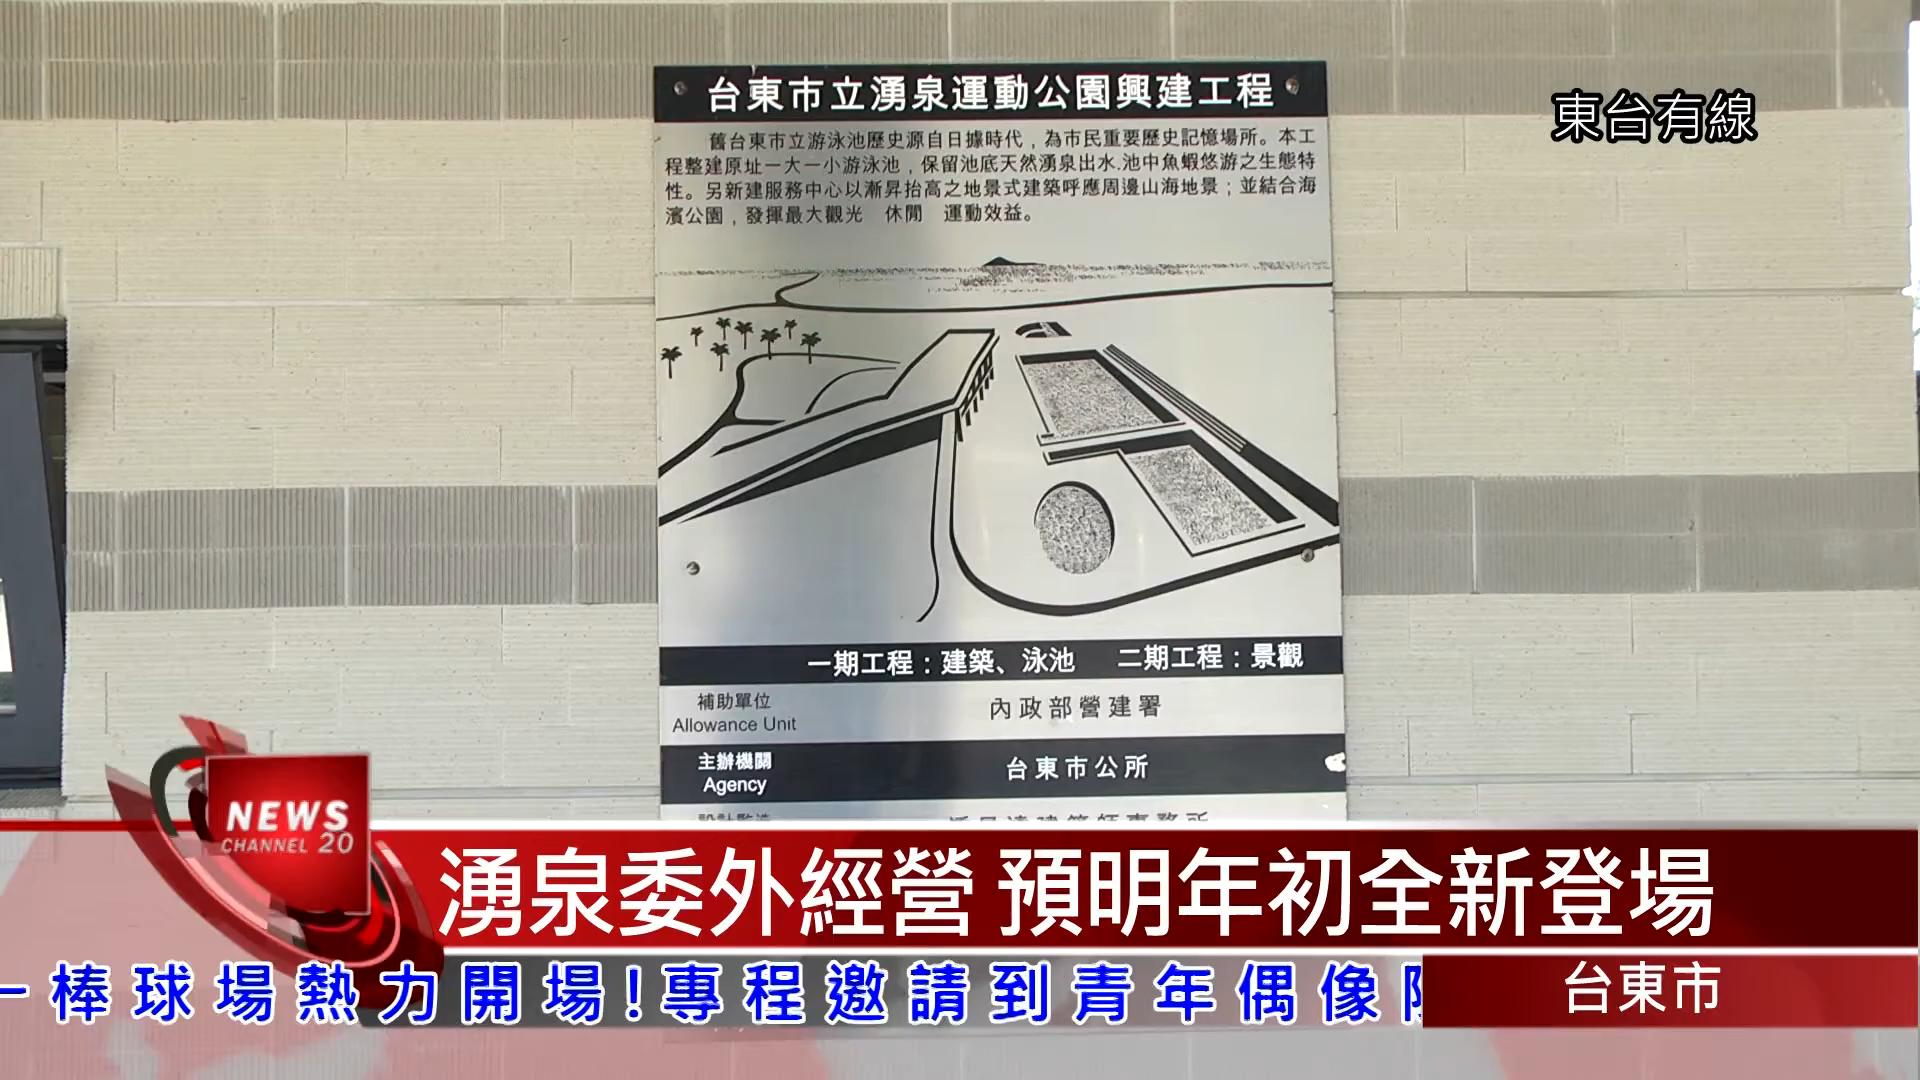 台東市立湧泉運動公園興建工程
東台有線
舊台東市立游泳池歷史源自日據時代，為市民重要歷史記憶場所。本工
程整建原址一大一小游泳池，保留池底天然湧泉出水.池中魚蝦悠游之生態特
性。另新建服務中心以漸昇抬高之地景式建築呼應周邊山海地景；並結合海
濱公園，發揮最大觀光 休閒 運動效益。
一期工程：建築、泳池 二期工程：景觀
補助單位 內政部營建署
Allowance Unit
主辦機關 台東市公所
Agency
NEWS
CHANNEL 20
湧泉委外經營 預明年初全新登場
棒球場熱力開場!專程邀請到青年偶像
台東市